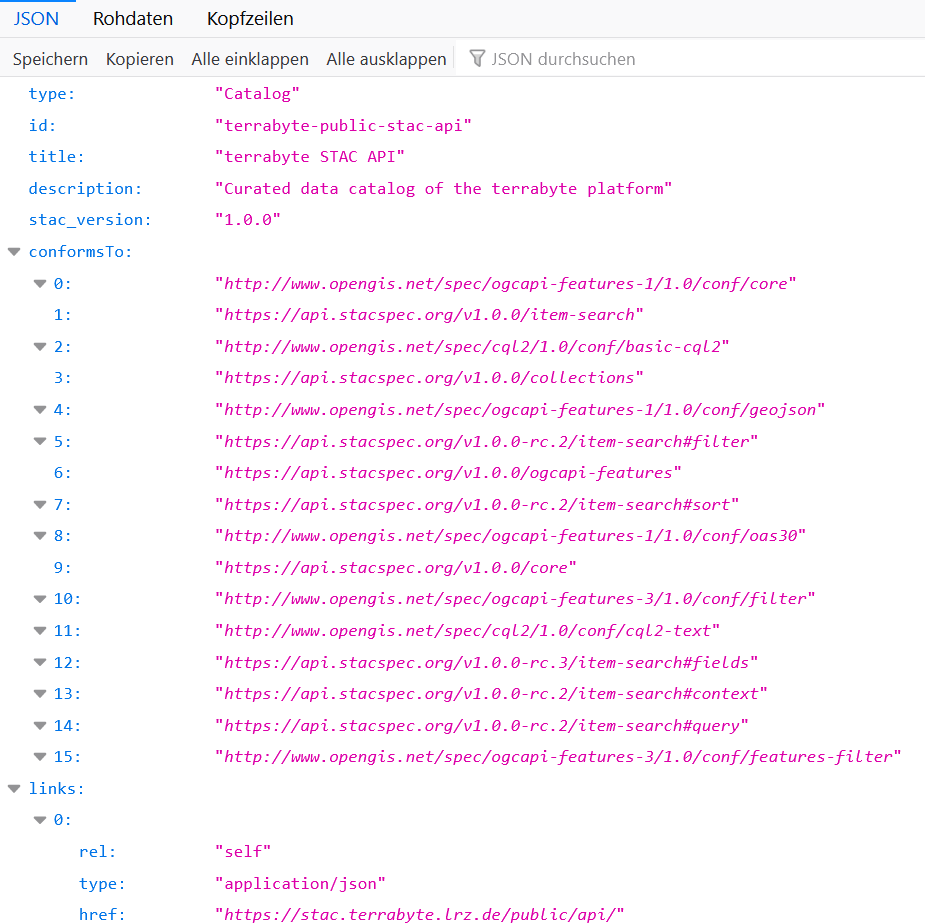 JSON Rohdaten Kopfzeilen
Speichern Kopieren Alle einklappen Alle ausklappen JSON durchsuchen
type: "Catalog"
id: "terrabyte-public-stac-api"
title: "terrabyte STAC API"
description: "Curated data catalog of the terrabyte platform"
stac_version: "1.0.0"
conformsTo:
0: "http://www.opengis.net/spec/ogcapi-features-1/1.0/conf/core"
1: "https://api.stacspec.org/v1.0.0/item-search"
2: "http://www.opengis.net/spec/cql2/1.0/conf/basic-cql2"
3: "https://api.stacspec.org/v1.0.0/collections"
4: "http://www.opengis.net/spec/ogcapi-features-1/1.0/conf/geojson"
5: "https://api.stacspec.org/v1.0.0-rc.2/item-search#filter"
6: "https://api.stacspec.org/v1.0.0/ogcapi-features"
7: "https://api.stacspec.org/v1.0.0-rc.2/item-search#sort"
8: "http://www.opengis.net/spec/ogcapi-features-1/1.0/conf/oas30"
9: "https://api.stacspec.org/v1.0.0/core"
10: "http://www.opengis.net/spec/ogcapi-features-3/1.0/conf/filter"
11: "http://www.opengis.net/spec/cql2/1.0/conf/cql2-text"
12: "https://api.stacspec.org/v1.0.0-rc.3/item-search#fields"
13: "https://api.stacspec.org/v1.0.0-rc.2/item-search#context"
14: "https://api.stacspec.org/v1.0.0-rc.2/item-search#query"
15: "http://www.opengis.net/spec/ogcapi-features-3/1.0/conf/features-filter"
links:
0:
rel: "self"
type: "application/json"
href: "https://stac.terrabyte.lrz.de/public/api/"